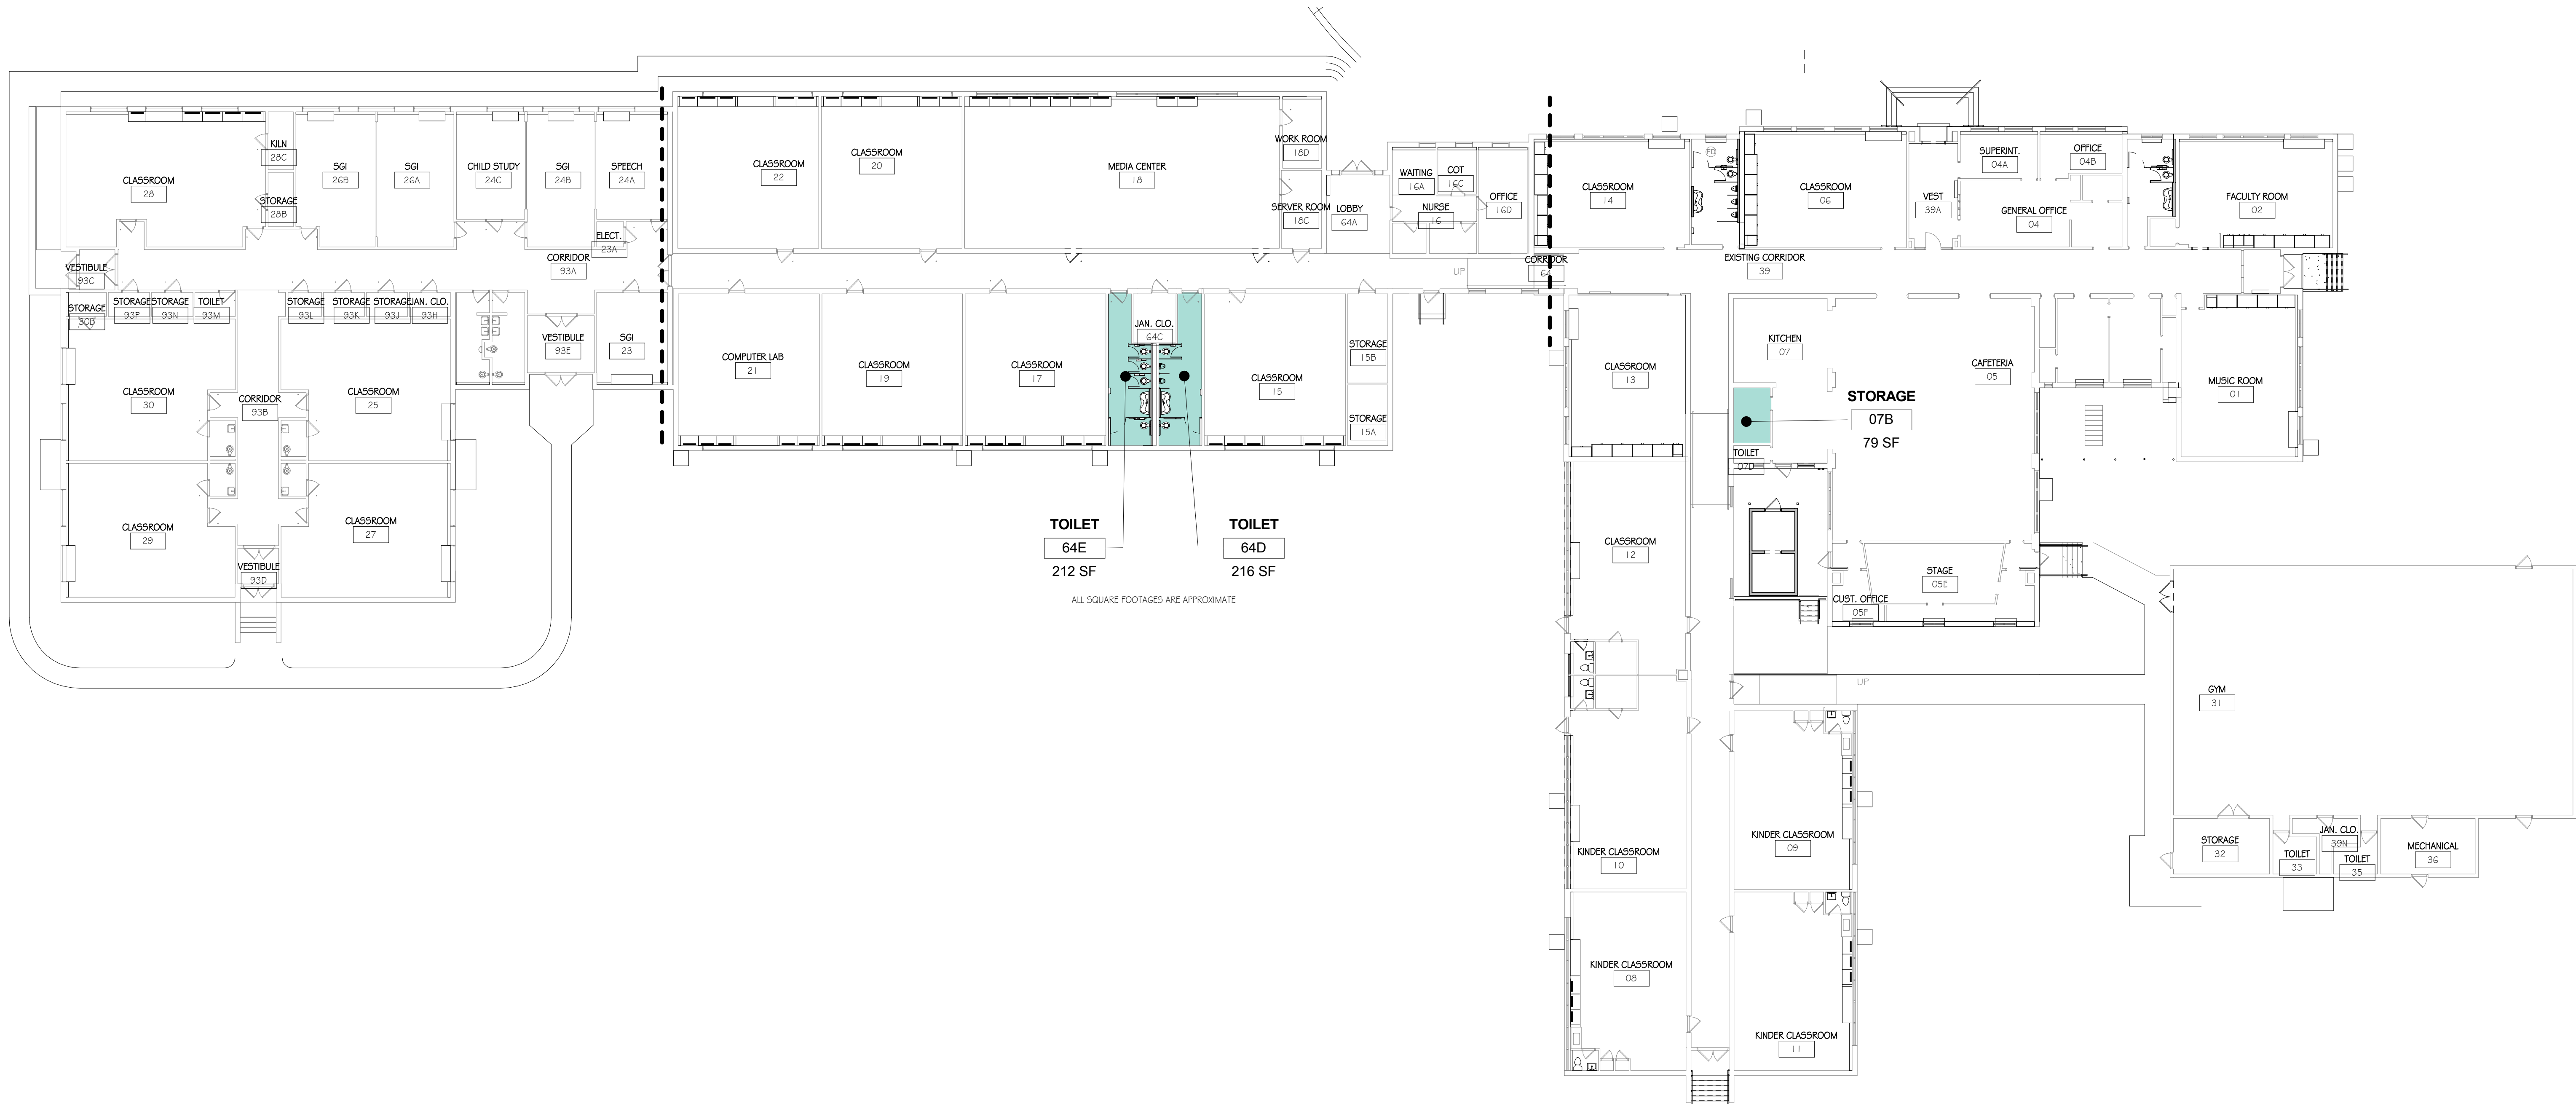 KILN
28C
CLASSROOM
28
STORAGE
28B
SGI
26B
SGI
26A
CHILD STUDY
24C
SGI
24B
SPEECH
24A
ELECT.
23A
CLASSROOM
22
CLASSROOM
20
MEDIA CENTER
18
WORK ROOM
18D
SERVER ROOM
18C
LOBBY
64A
WAITING
16A
COT
16C
NURSE
16
OFFICE
16D
CLASSROOM
14
FD
CLASSROOM
06
VEST
39A
SUPERINT.
04A
OFFICE
04B
GENERAL OFFICE
04
FACULTY ROOM
02
VESTIBULE
93C
CORRIDOR
93A
UP
CORRIDOR
64
EXISTING CORRIDOR
39
STORAGE
30B
STORAGE
93P
STORAGE
93N
TOILET
93M
STORAGE
93L
STORAGE
93K
STORAGE
93J
JAN. CLO.
93H
VESTIBULE
93E
SGI
23
COMPUTER LAB
21
CLASSROOM
19
CLASSROOM
17
JAN. CLO.
64C
CLASSROOM
15
STORAGE
15B
STORAGE
15A
CLASSROOM
13
KITCHEN
07
CAFETERIA
05
STORAGE
07B
79 SF
MUSIC ROOM
01
CLASSROOM
30
CORRIDOR
93B
CLASSROOM
25
TOILET
07D
CLASSROOM
29
CLASSROOM
27
VESTIBULE
93D
TOILET
64E
212 SF
TOILET
64D
216 SF
ALL SQUARE FOOTAGES ARE APPROXIMATE
CLASSROOM
12
STAGE
05E
CUST. OFFICE
05F
UP
GYM
31
KINDER CLASSROOM
10
KINDER CLASSROOM
09
STORAGE
32
TOILET
33
JAN. CLO.
39N
TOILET
35
MECHANICAL
36
KINDER CLASSROOM
08
KINDER CLASSROOM
11